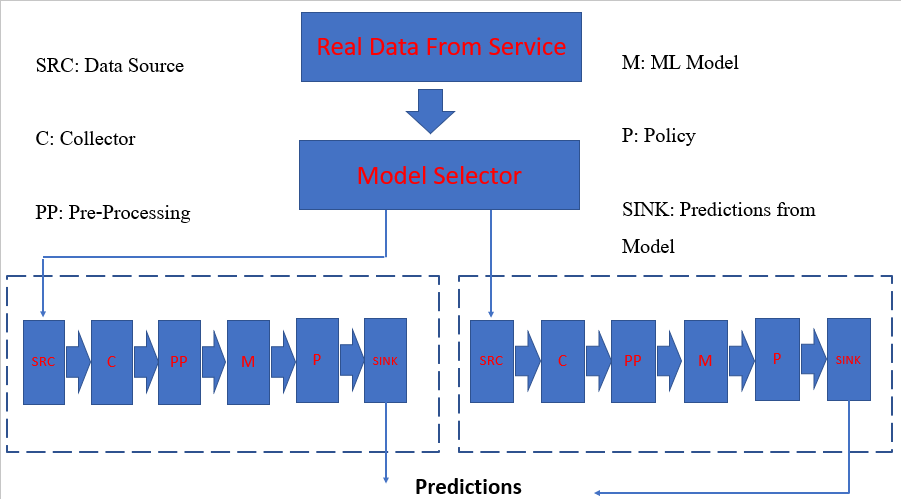 Real Data From Service
SRC: Data Source
M: ML Model
C: Collector
P: Policy
Model Selector
PP: Pre-Processing
SINK: Predictions from
Model
SRC C PP M P SINK
SRC C PP M P SINK
Predictions